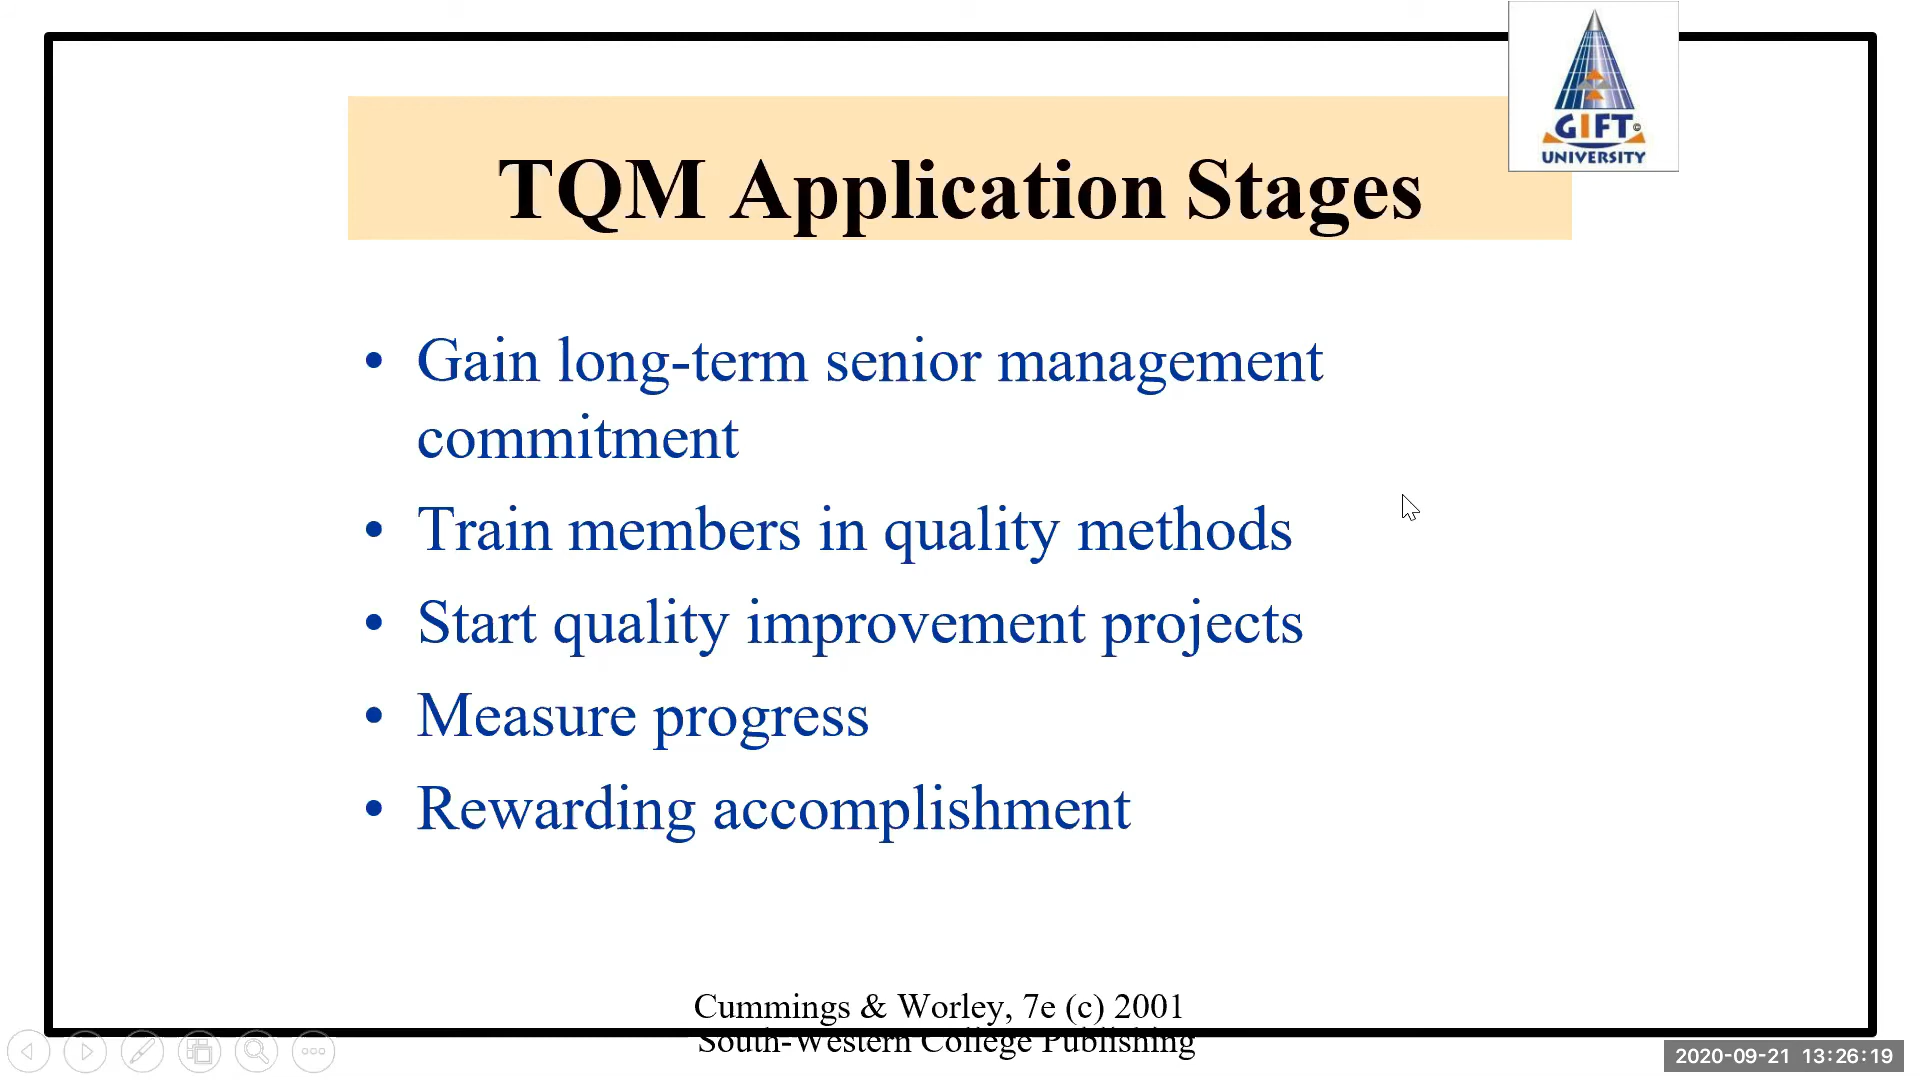 GIFT©
UNIVERSITY
TQM Application Stages
• Gain long-term senior management
commitment
• Train members in quality methods
• Start quality improvement projects
• Measure progress
• Rewarding accomplishment
Cummings & Worley, 7e (c) 2001
South-Western College Publishing
2020-09-21 13:26:19